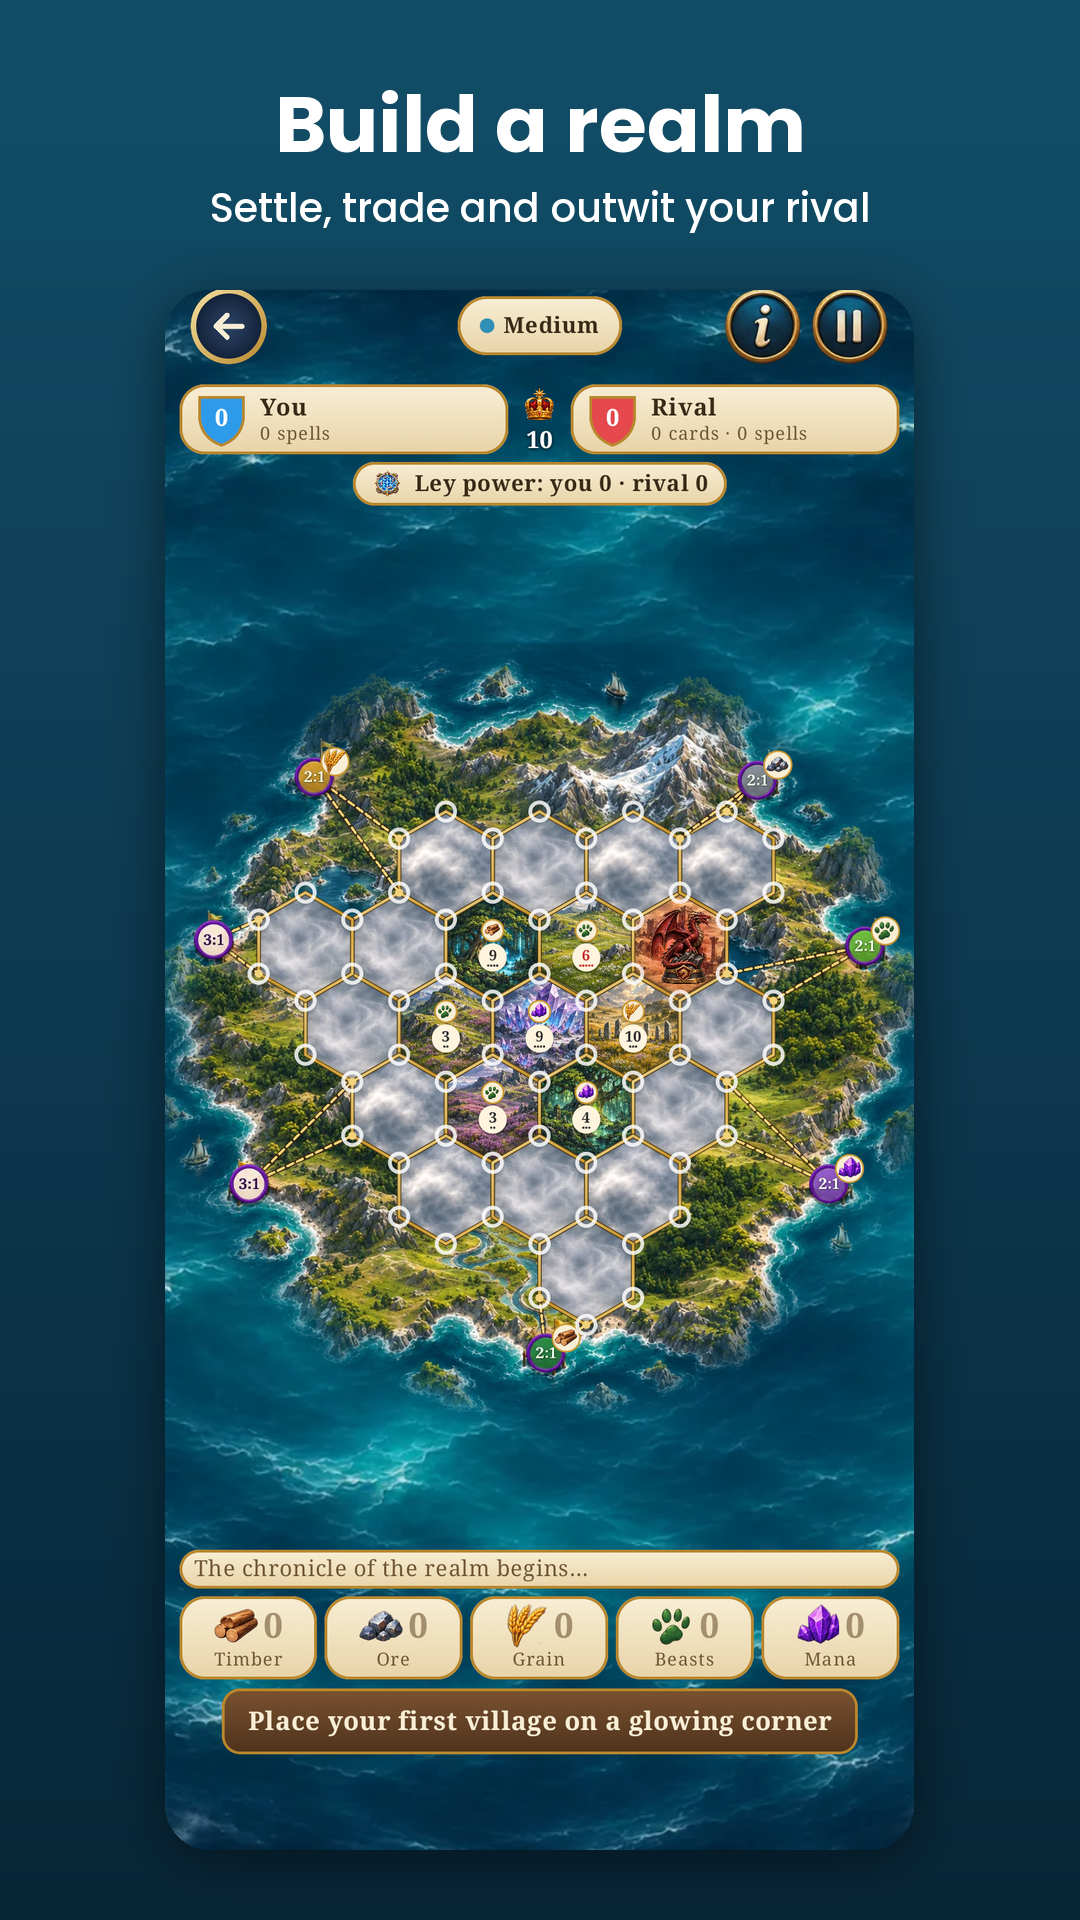 Build a realm
Settle, trade and outwit your rival
Medium
0
You
0 spells
10
0
Rival
0 cards · 0 spells
Ley power: you 0 · rival 0
2:1
2:1
3:1
9
6
2:1
3
9
10
3
4
3:1
2:1
2:1
The chronicle of the realm begins...
0
0
0
0
0
Timber
Ore
Grain
Beasts
Mana
Place your first village on a glowing corner